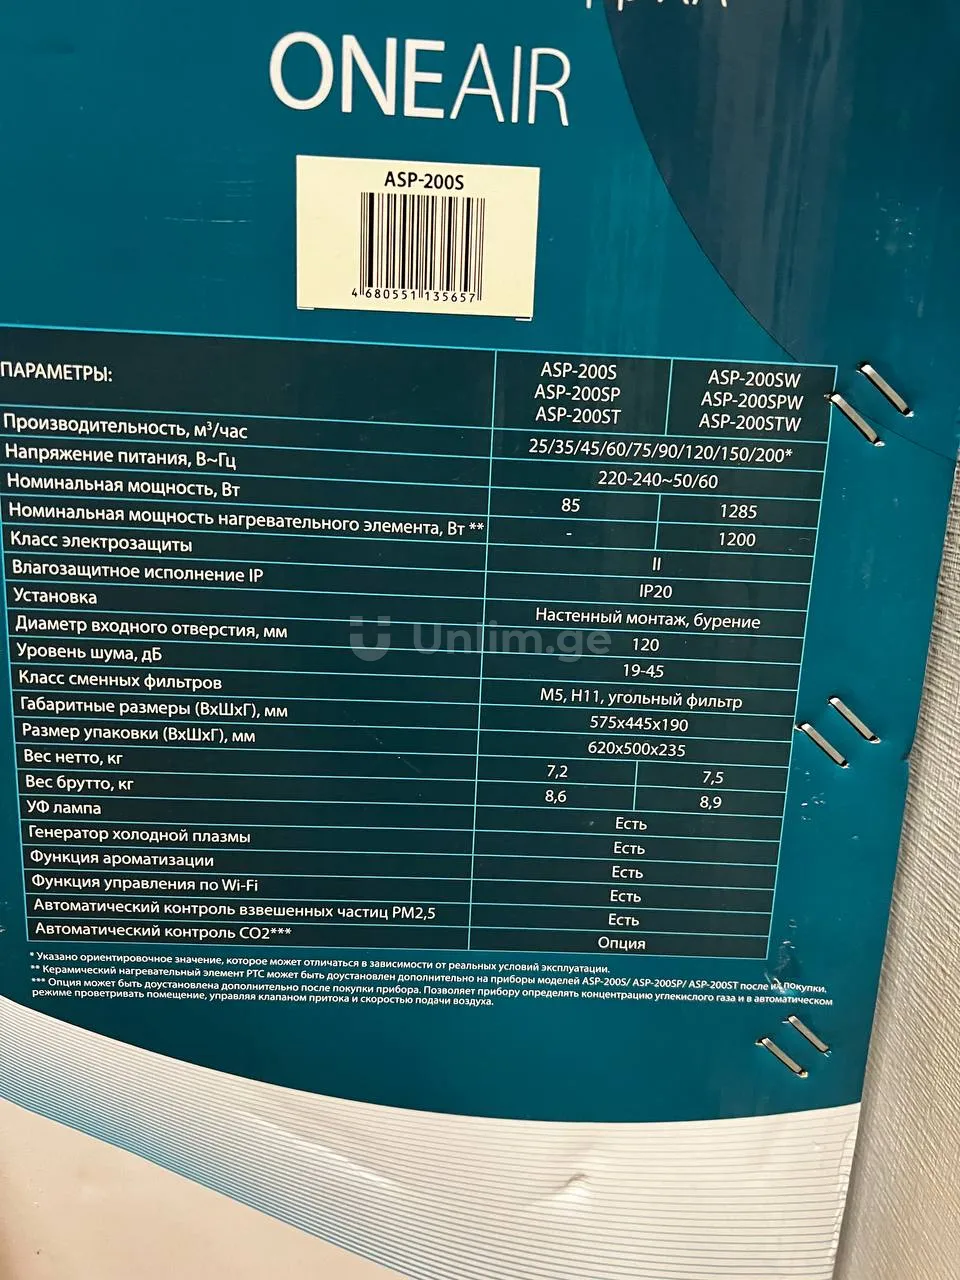 ONEAIR
ASP-200S
4 680551 135657
ПАРАМЕТРЫ:
ASP-200S
ASP-200SP
ASP-200ST
ASP-200SW
ASP-200SPW
ASP-200STW
Производительность, м³/час 25/35/45/60/75/90/120/150/200*
Напряжение питания, В~Гц 220-240~50/60
Номинальная мощность, Вт 85 1285
Номинальная мощность нагревательного элемента, Вт ** - 1200
Класс электрозащиты II
Влагозащитное исполнение IP IP20
Установка Настенный монтаж, бурение
Диаметр входного отверстия, мм 120
Уровень шума, дБ 19-45
Класс сменных фильтров M5, H11, угольный фильтр
Габаритные размеры (ВхШхГ), мм 575x445x190
Размер упаковки (ВхШхГ), мм 620x500x235
Вес нетто, кг 7,2 7,5
Вес брутто, кг 8,6 8,9
УФ лампа Есть
Генератор холодной плазмы Есть
Функция ароматизации Есть
Функция управления по Wi-Fi Есть
Автоматический контроль взвешенных частиц PM2,5 Есть
Автоматический контроль CO2*** Опция
* Указано ориентировочное значение, которое может отличаться в зависимости от реальных условий эксплуатации.
** Керамический нагревательный элемент PTC может быть доустановлен дополнительно на приборы моделей ASP-200S/ ASP-200SP/ ASP-200ST после их покупки.
*** Опция может быть доустановлена дополнительно после покупки прибора. Позволяет прибору определять концентрацию углекислого газа и в автоматическом
режиме проветривать помещение, управляя клапаном притока и скоростью подачи воздуха.
Unlim.ge